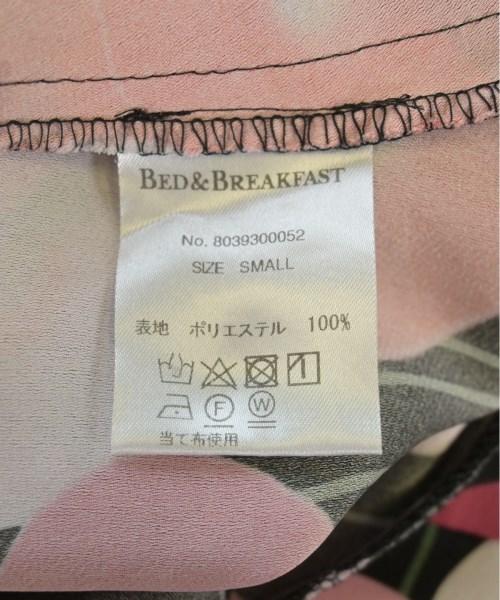 BED&BREAKFAST
No. 8039300052
SIZE SMALL
表地 ポリエステル 100%
F W
当て布使用